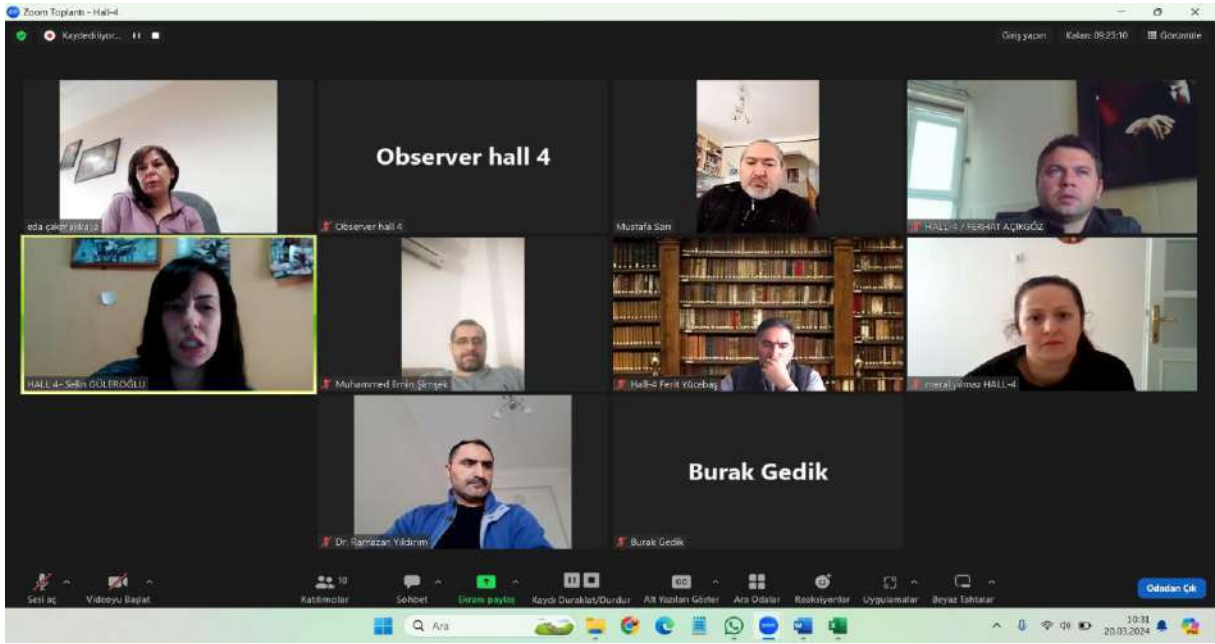 Zoom Toplantı - Hall-4
Kaydediliyor...
Giriş yapın
Kalan: 09:23:10
Görüntüle
eda çakmakkaya
Observer hall 4
Observer hall 4
Mustafa Sarı
HALL-4 / FERHAT AÇIKGÖZ
HALL 4- Selin GÜLEROĞLU
Muhammed Emin Şimşek
Hall-4 Ferit Yücebaş
meral yılmaz HALL-4
Dr. Ramazan Yıldırım
Burak Gedik
Burak Gedik
Sesi aç
Videoyu Başlat
10
Katılımcılar
Sohbet
Ekranı paylaş
Kaydı Duraklat/Durdur
CC
Alt Yazıları Göster
Ara Odalar
Reaksiyonlar
Uygulamalar
Beyaz Tahtalar
Odadan Çık
Ara
10:31
20.03.2024